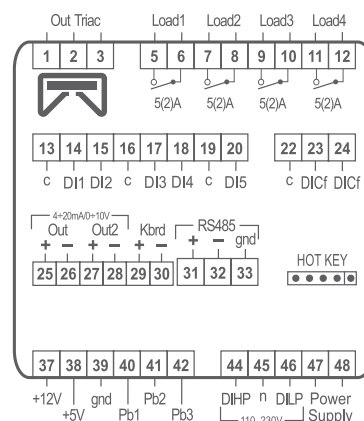 Out Triac Load1 Load2 Load3 Load4
1 2 3 5 6 7 8 9 10 11 12
5(2)A 5(2)A 5(2)A 5(2)A
13 14 15 16 17 18 19 20 22 23 24
c DI1 DI2 c DI3 DI4 c DI5 c DICf DICf
4÷20mA/0÷10V
Out Out2 Kbrd RS485
+ − + − + − + − gnd
25 26 27 28 29 30 31 32 33
HOT KEY
37 38 39 40 41 42 44 45 46 47 48
+12V gnd Pb2 DIHP n DILP Power
+5V Pb1 Pb3 110 230V Supply